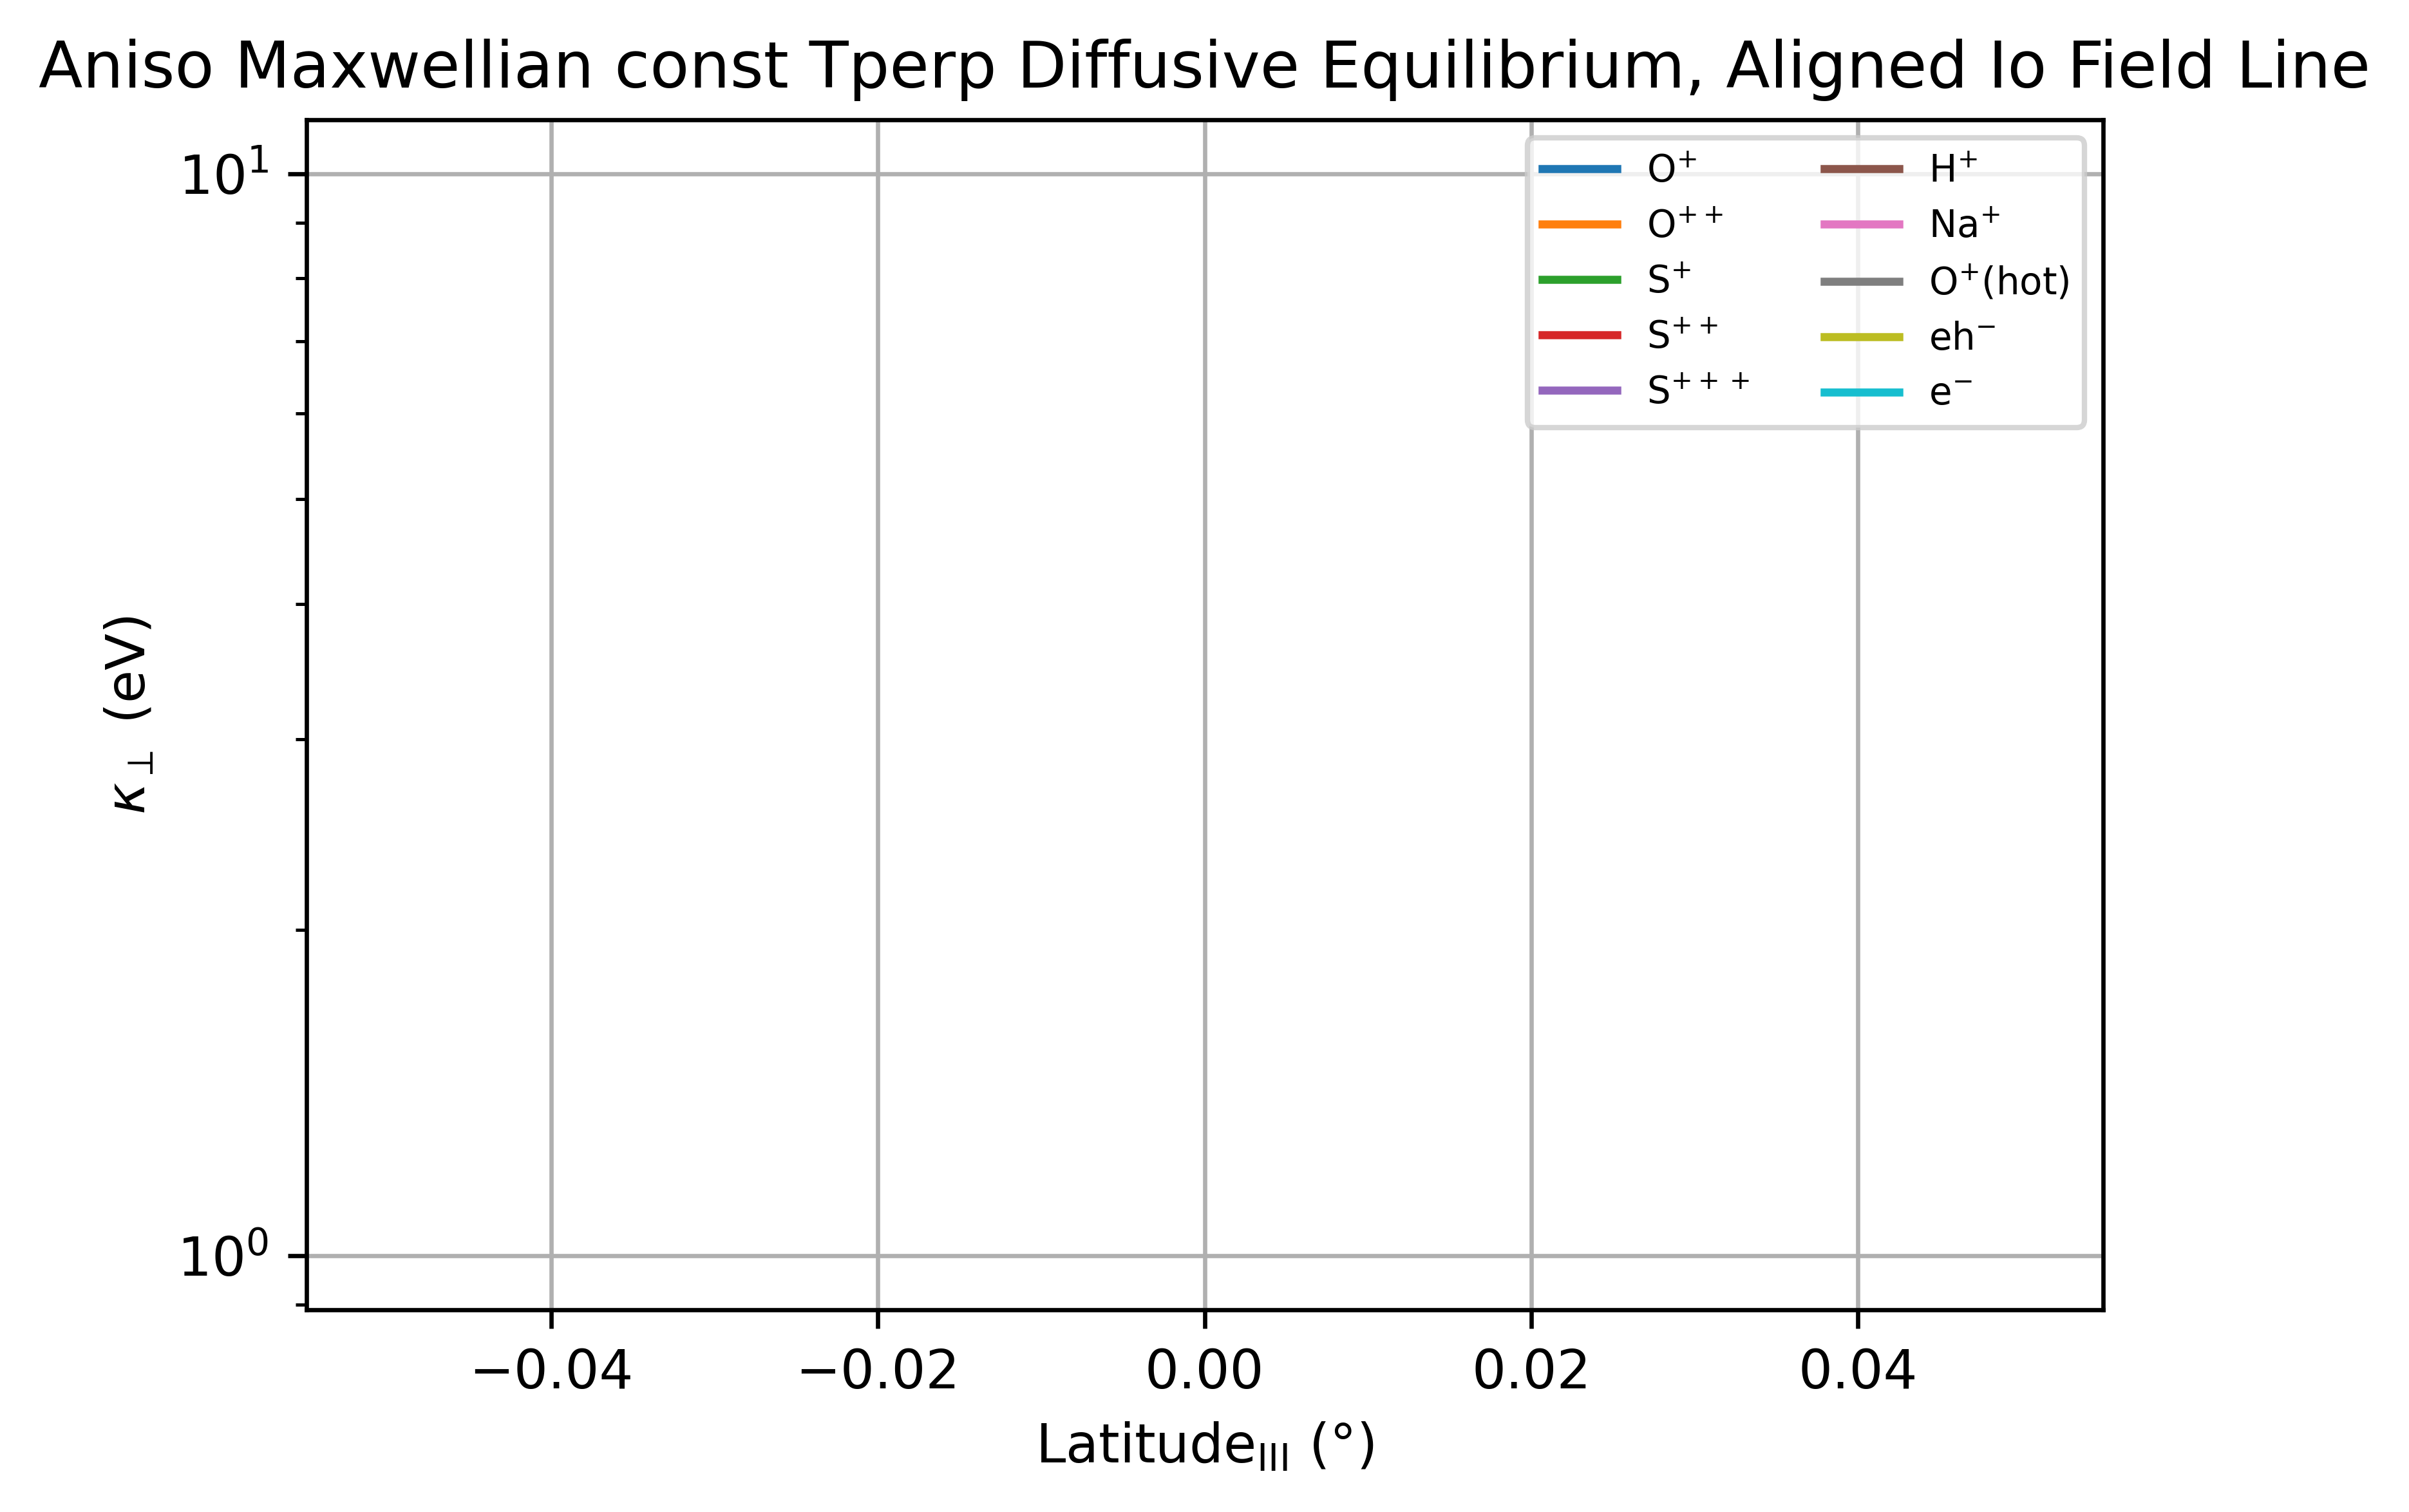 Aniso Maxwellian const Tperp Diffusive Equilibrium, Aligned Io Field Line
10¹
10⁰
κ⊥ (eV)
O⁺
O⁺⁺
S⁺
S⁺⁺
S⁺⁺⁺
H⁺
Na⁺
O⁺(hot)
eh⁻
e⁻
−0.04 −0.02 0.00 0.02 0.04
Latitude_III (°)